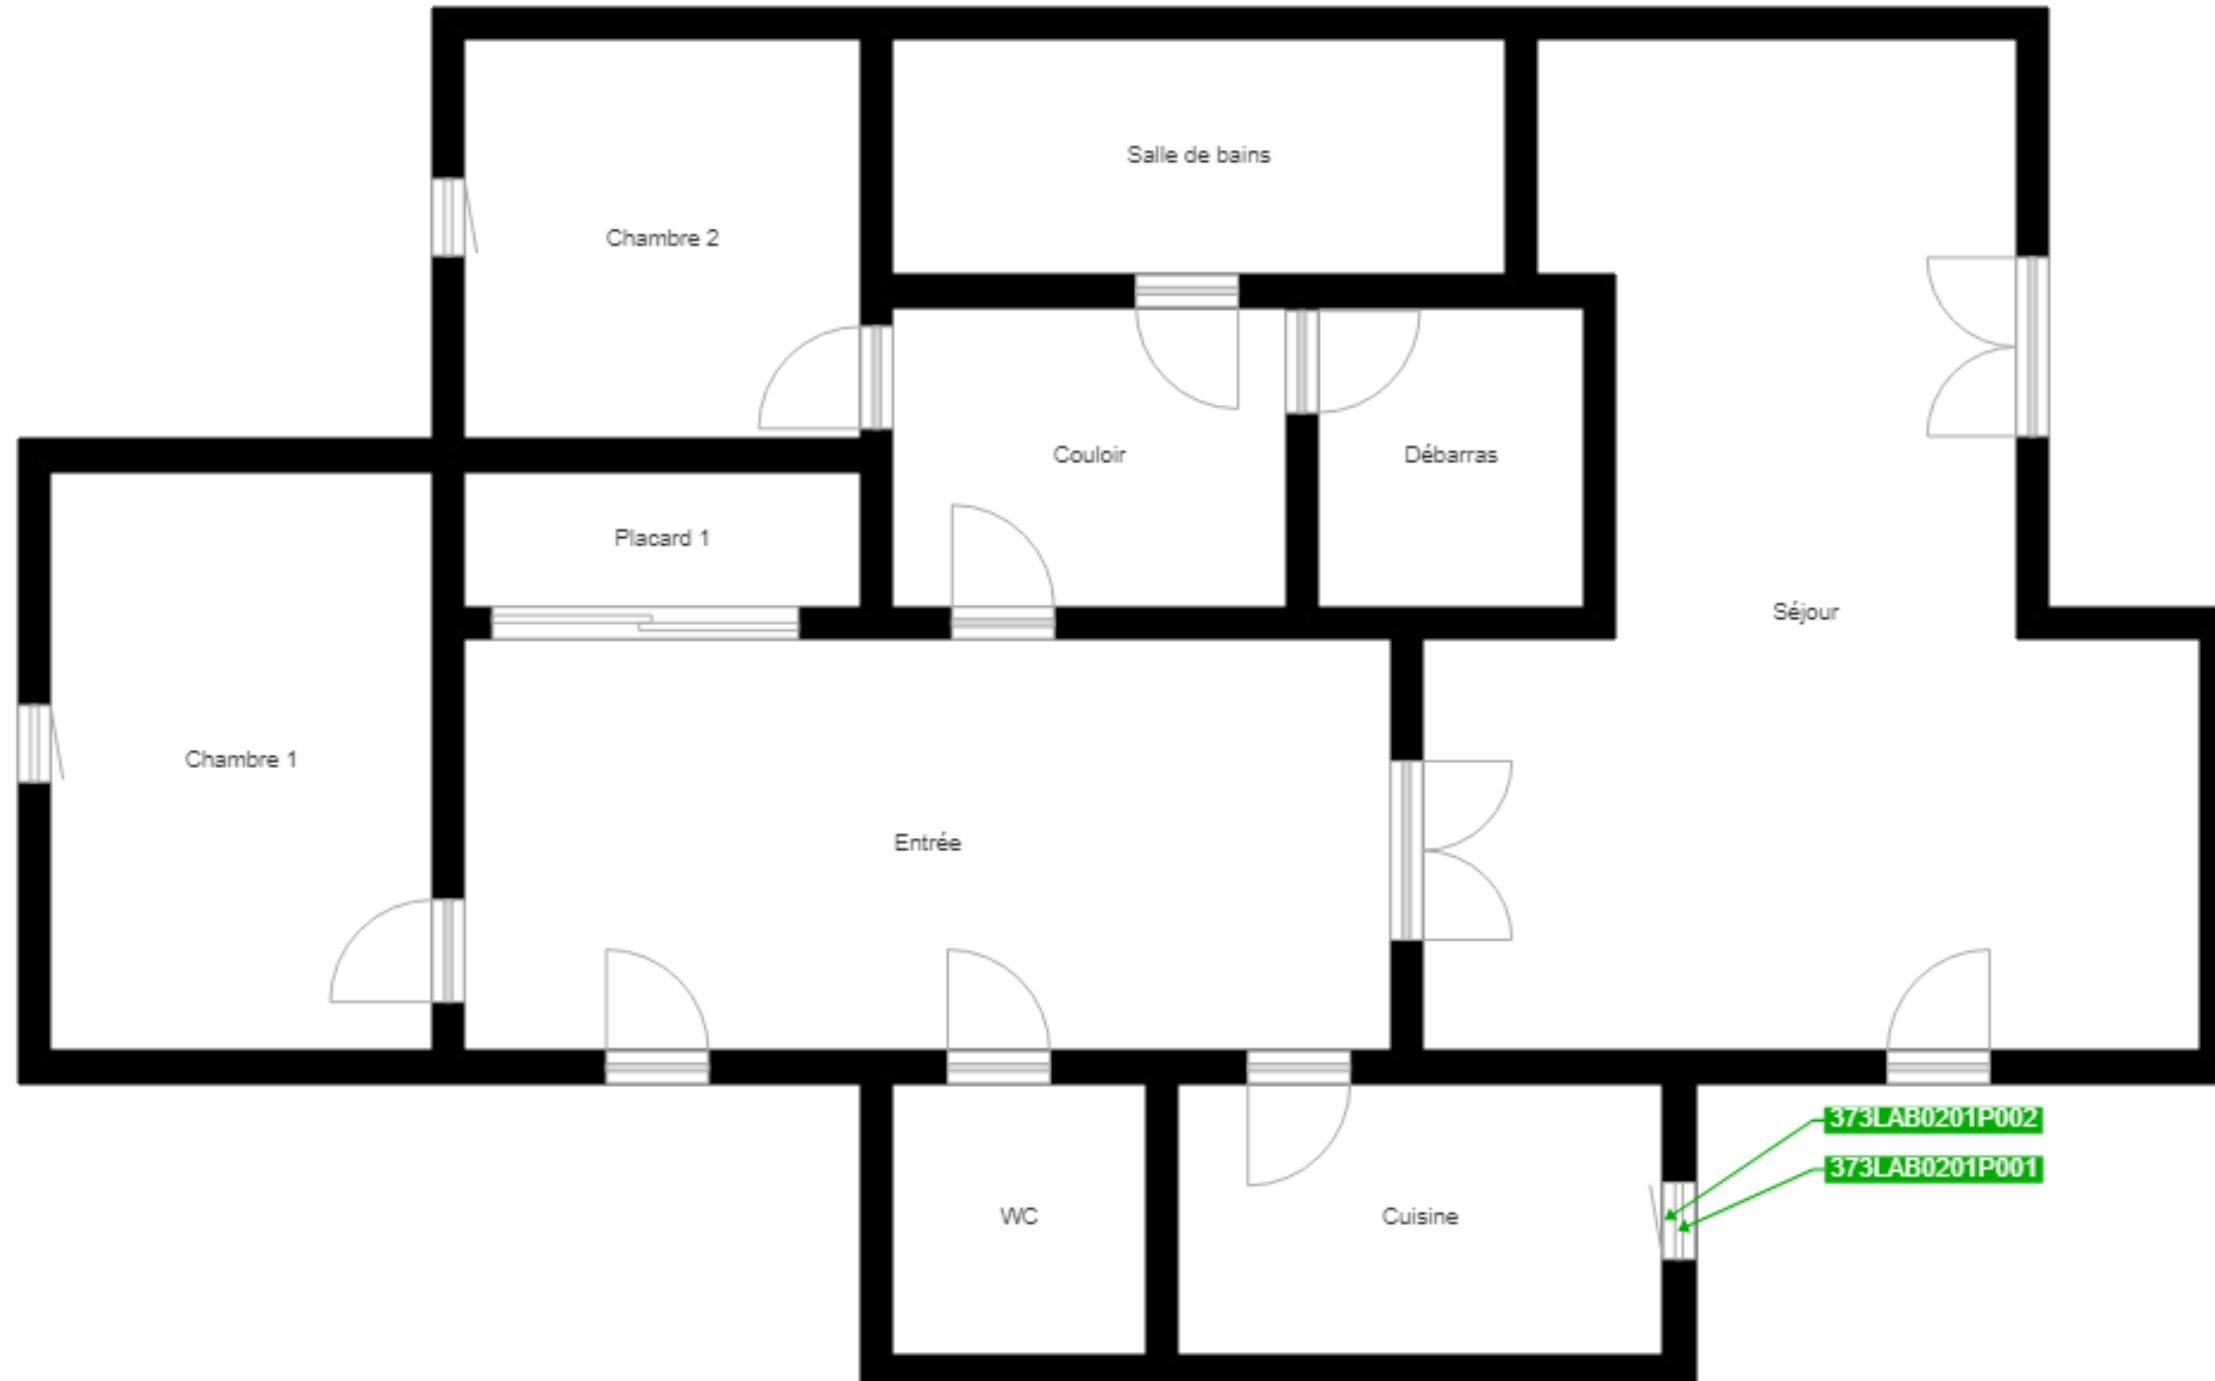 Salle de bains
Chambre 2
Couloir
Débarras
Placard 1
Séjour
Chambre 1
Entrée
373LAB0201P002
373LAB0201P001
WC
Cuisine